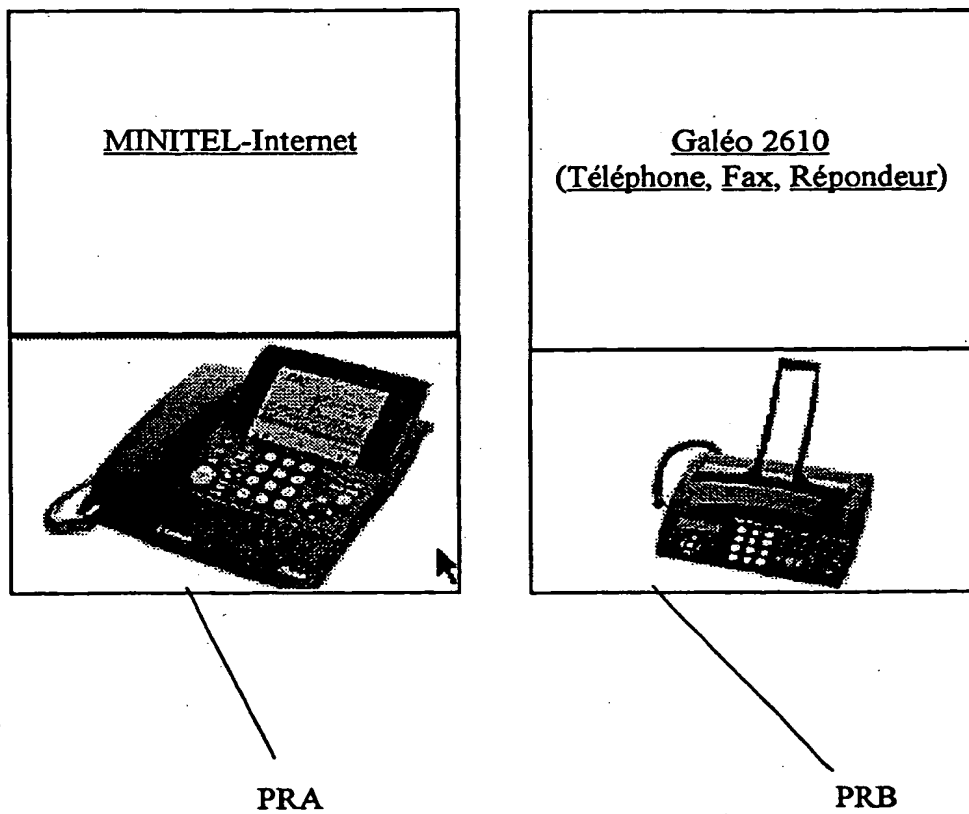 MINITEL-Internet
Galéo 2610
(Téléphone, Fax, Répondeur)
PRA
PRB